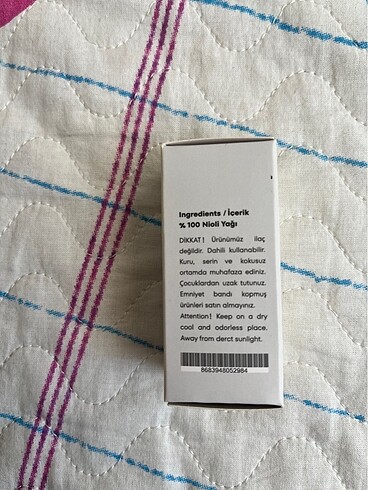 Ingredients / İçerik
% 100 Nioli Yağı
DİKKAT! Ürünümüz ilaç
değildir. Dahili kullanabilir.
Kuru, serin ve kokusuz
ortamda muhafaza ediniz.
Çocuklardan uzak tutunuz.
Emniyet bandı kopmuş
ürünleri satın almayınız.
Attention! Keep on a dry
cool and odorless place.
Away from derct sunlight.
8683948052984